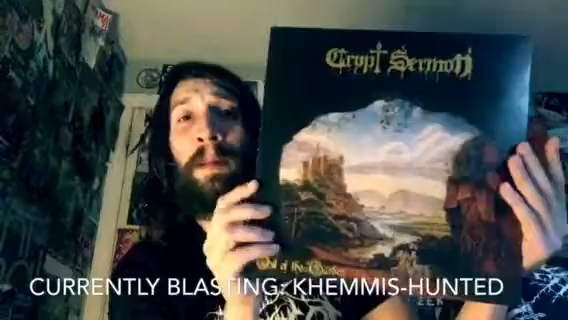 Crypt Sermon
Out of the Garden
CURRENTLY BLASTING: KHEMMIS-HUNTED